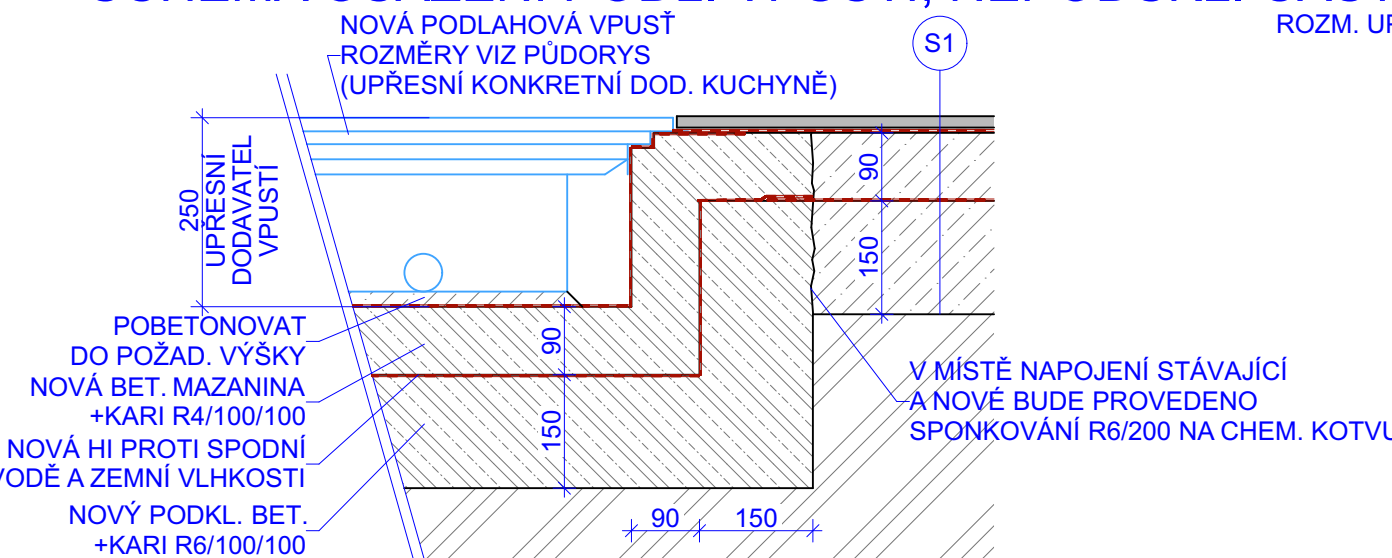 NOVÁ PODLAHOVÁ VPUSŤ
ROZMĚRY VIZ PŮDORYS
(UPŘESNÍ KONKRETNÍ DOD. KUCHYNĚ)
S1
ROZM.
250
UPŘESNÍ
DODAVATEL
VPUSTÍ
90
150
POBETONOVAT
DO POŽAD. VÝŠKY
NOVÁ BET. MAZANINA
+KARI R4/100/100
NOVÁ HI PROTI SPODNÍ
VODĚ A ZEMNÍ VLHKOSTI
NOVÝ PODKL. BET.
+KARI R6/100/100
90
150
90
150
V MÍSTĚ NAPOJENÍ STÁVAJÍCÍ
A NOVÉ BUDE PROVEDENO
SPONKOVÁNÍ R6/200 NA CHEM. KOTVU